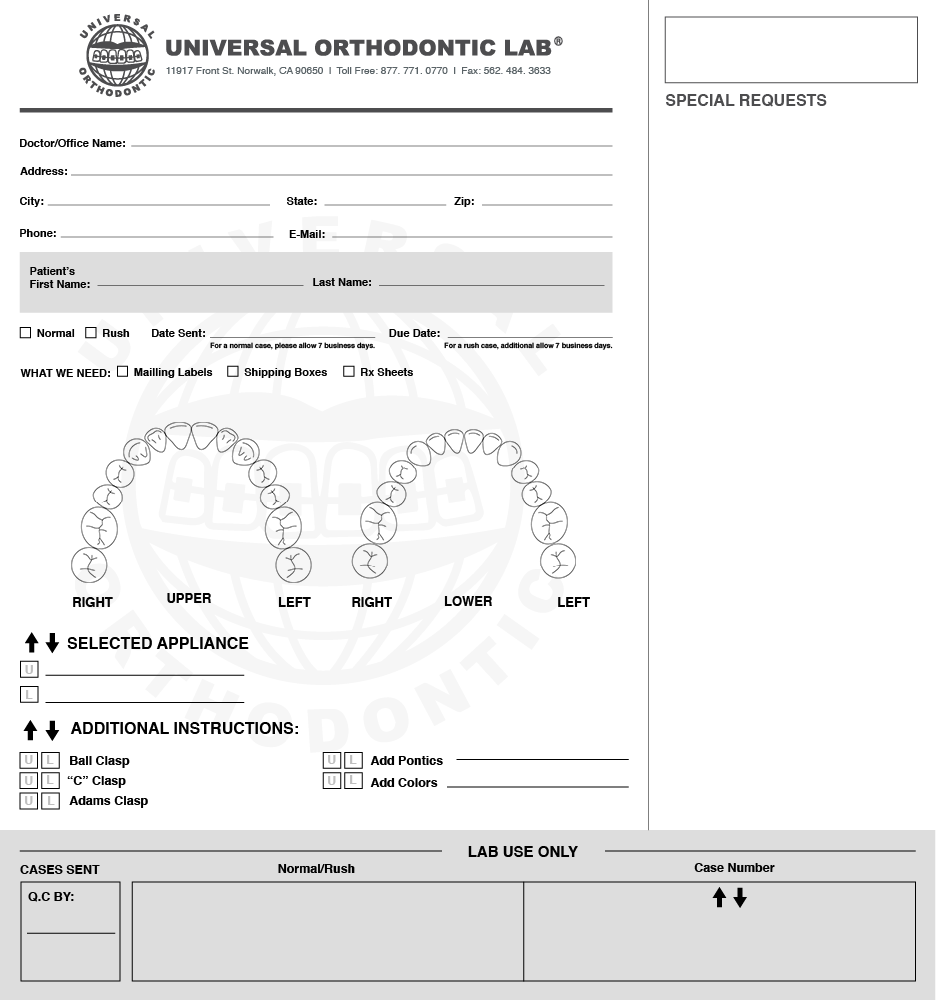 UNIVERSAL
ORTHODONTIC
UNIVERSAL ORTHODONTIC LAB®
11917 Front St. Norwalk, CA 90650 I Toll Free: 877. 771. 0770 I Fax: 562. 484. 3633
SPECIAL REQUESTS
Doctor/Office Name:
Address:
City: State: Zip:
Phone: E-Mail:
UNIVERSAL
Patient's
First Name: Last Name:
Normal Rush Date Sent: Due Date:
For a normal case, please allow 7 business days. For a rush case, additional allow 7 business days.
WHAT WE NEED: Mailling Labels Shipping Boxes Rx Sheets
RIGHT UPPER LEFT RIGHT LOWER LEFT
ORTHODONTIC
SELECTED APPLIANCE
U
L
ADDITIONAL INSTRUCTIONS:
U L Ball Clasp U L Add Pontics
U L “C” Clasp U L Add Colors
U L Adams Clasp
LAB USE ONLY
CASES SENT Normal/Rush Case Number
Q.C BY: